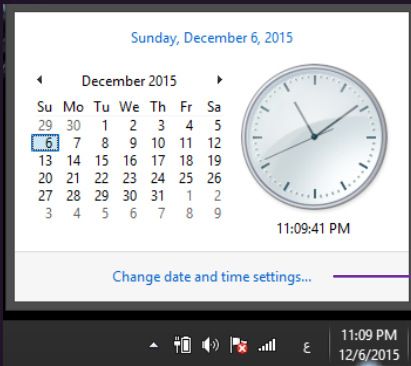 Sunday, December 6, 2015
December 2015
Su Mo Tu We Th Fr Sa
29 30 1 2 3 4 5
6 7 8 9 10 11 12
13 14 15 16 17 18 19
20 21 22 23 24 25 26
27 28 29 30 31 1 2
3 4 5 6 7 8 9
11:09:41 PM
Change date and time settings...
ع
11:09 PM
12/6/2015